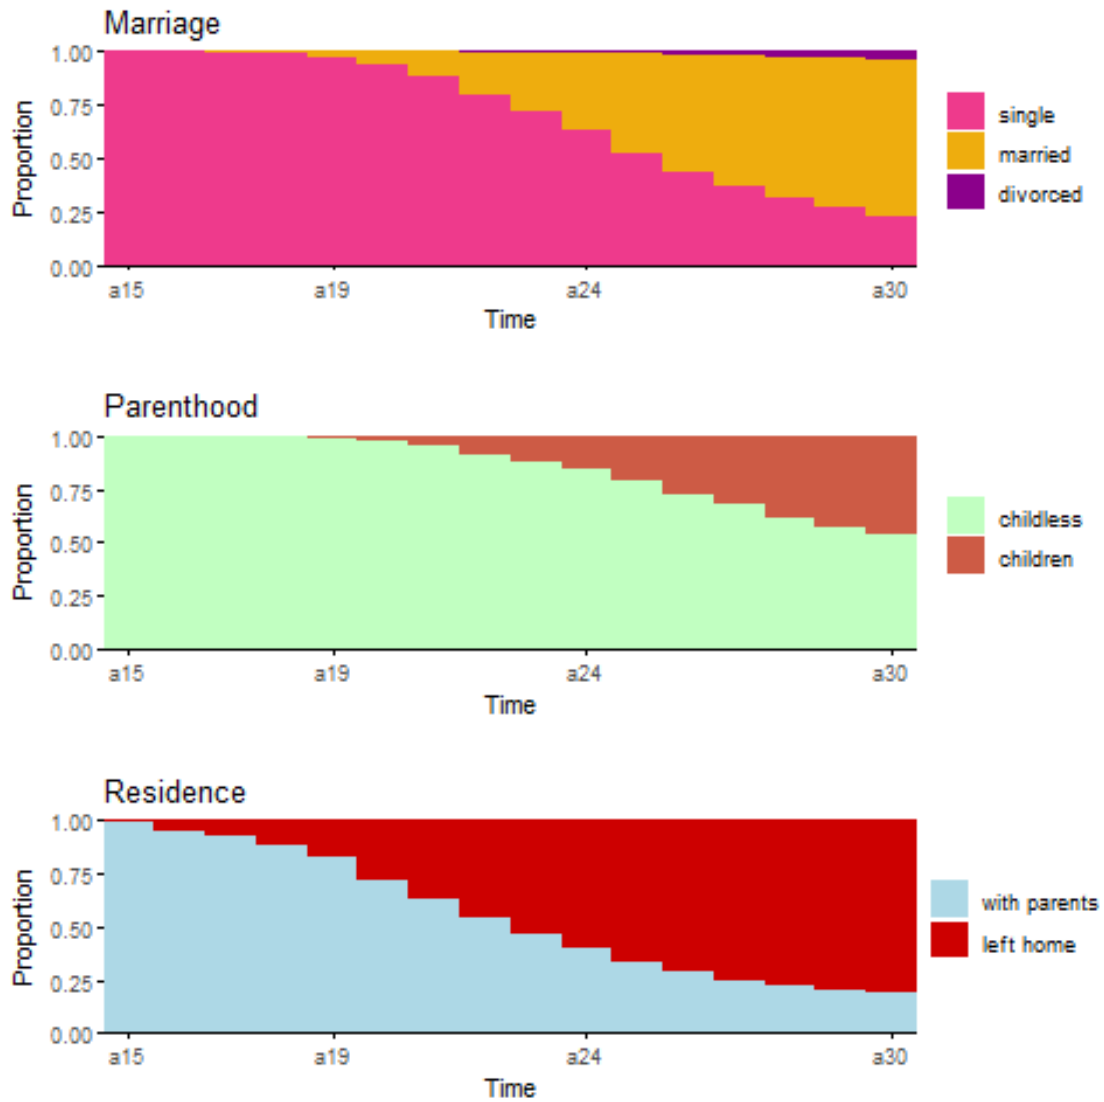 Marriage
1.00
0.75
0.50
0.25
0.00
Proportion
a15 a19 a24 a30
Time
single
married
divorced
Parenthood
1.00
0.75
0.50
0.25
0.00
Proportion
a15 a19 a24 a30
Time
childless
children
Residence
1.00
0.75
0.50
0.25
0.00
Proportion
a15 a19 a24 a30
Time
with parents
left home